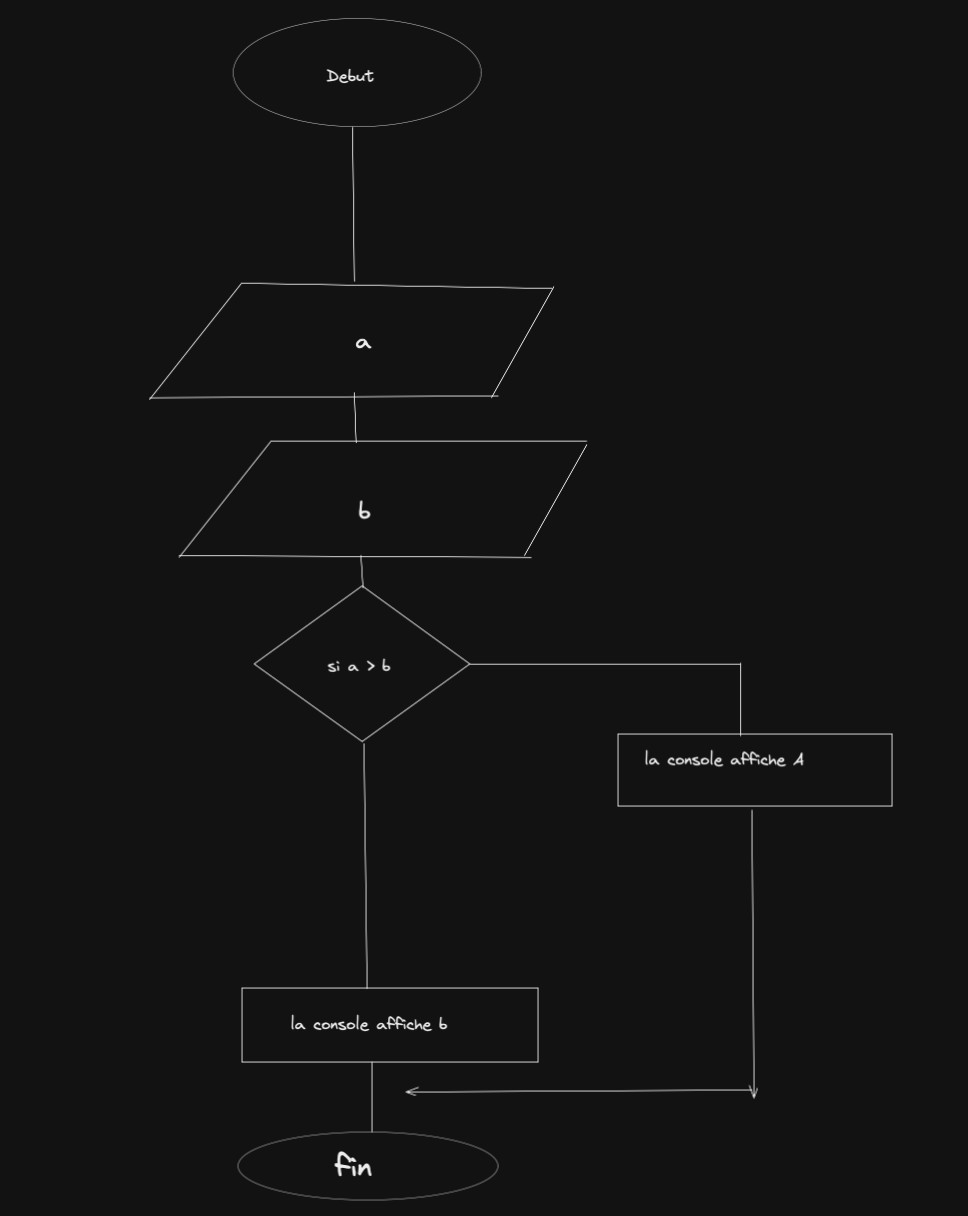 Debut
a
b
si a > b
la console affiche A
la console affiche b
fin